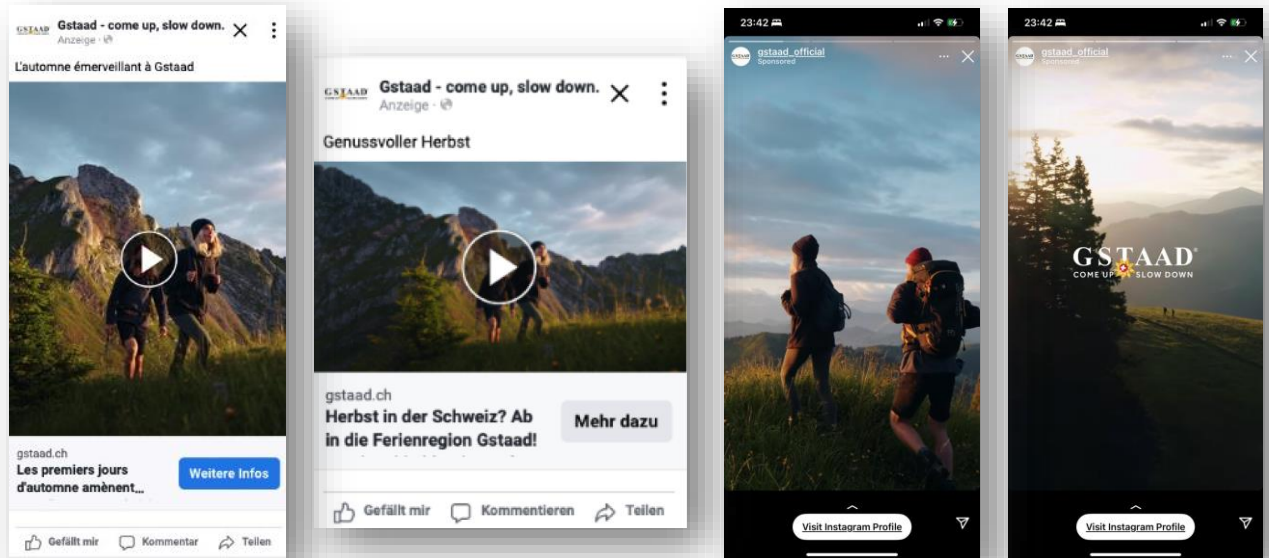 GSTAAD
Gstaad - come up, slow down.
Anzeige ·
L'automne émerveillant à Gstaad
gstaad.ch
Les premiers jours
d'automne amènent...
Weitere Infos
Gefällt mir
Kommentar
Teilen
GSTAAD
Gstaad - come up, slow down.
Anzeige ·
Genussvoller Herbst
gstaad.ch
Herbst in der Schweiz? Ab
in die Ferienregion Gstaad!
Mehr dazu
Gefällt mir
Kommentieren
Teilen
23:42
gstaad_official
Sponsored
Visit Instagram Profile
23:42
gstaad_official
Sponsored
GSTAAD®
COME UP SLOW DOWN
Visit Instagram Profile